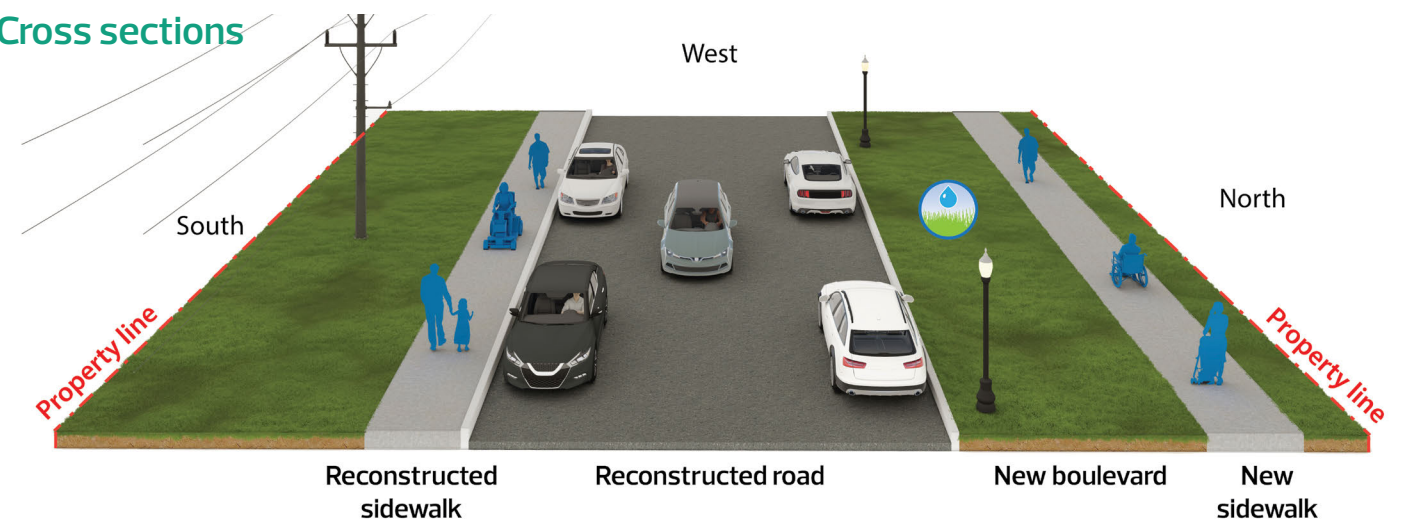 Cross sections
West
South
North
Property line
Property line
Reconstructed
sidewalk
Reconstructed road
New boulevard
New
sidewalk